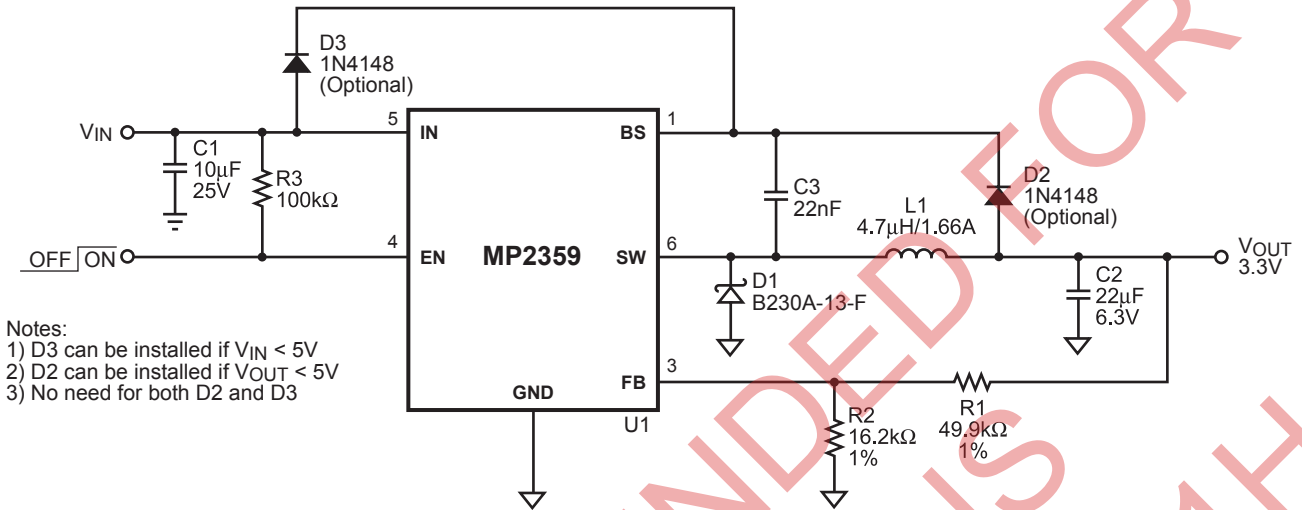 D3
1N4148
(Optional)
VIN
C1
10µF
25V
R3
100kΩ
5
IN
BS
1
C3
22nF
D2
1N4148
(Optional)
L1
4.7µH/1.66A
OFF ON
4
EN
MP2359
SW
6
VOUT
3.3V
D1
B230A-13-F
C2
22µF
6.3V
Notes:
1) D3 can be installed if VIN < 5V
2) D2 can be installed if VOUT < 5V
3) No need for both D2 and D3
3
FB
GND
U1
R2
16.2kΩ
1%
R1
49.9kΩ
1%
NDED FOR